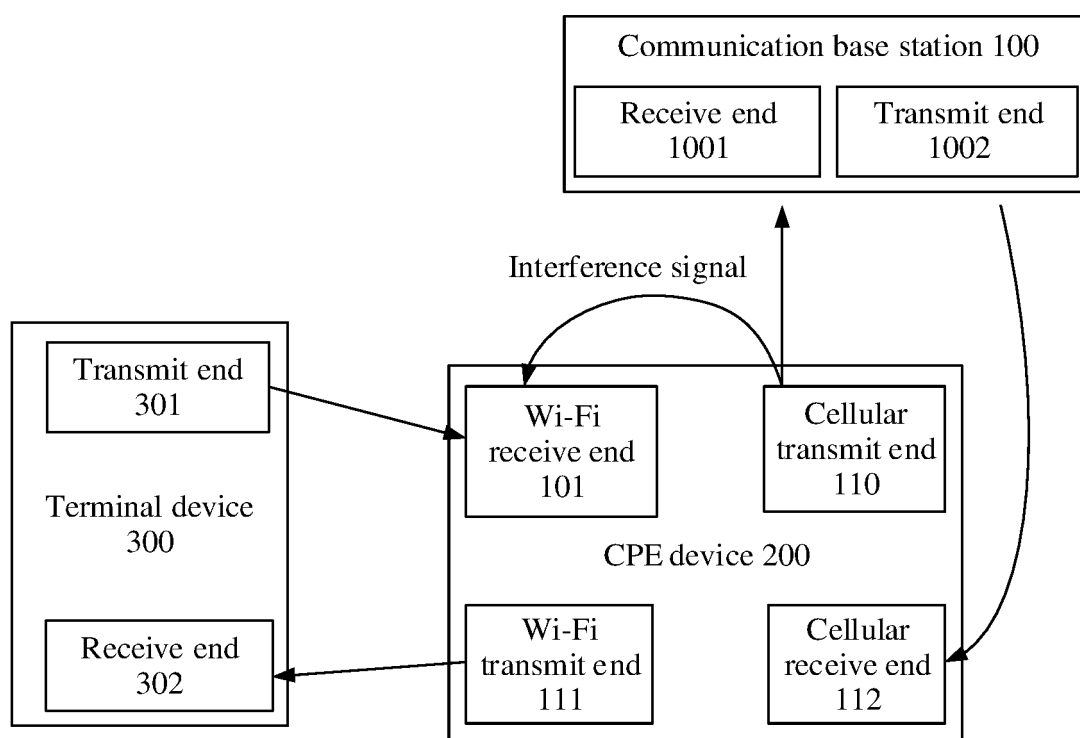 Communication base station 100
Receive end
1001
Transmit end
1002
Interference signal
Transmit end
301
Terminal device
300
Receive end
302
Wi-Fi
receive end
101
Cellular
transmit end
110
CPE device 200
Wi-Fi
transmit end
111
Cellular
receive end
112